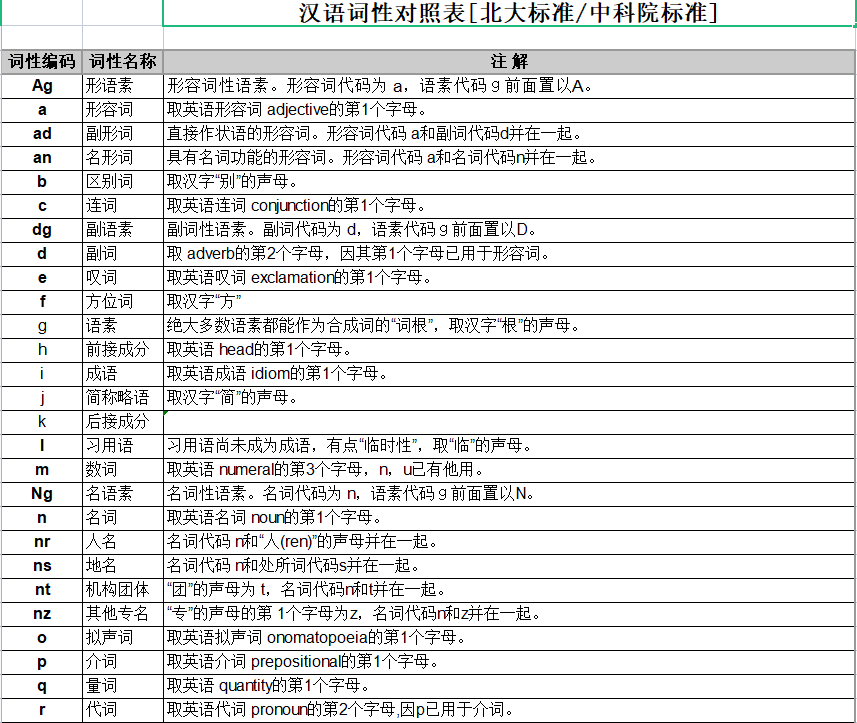 汉语词性对照表[北大标准/中科院标准]
词性编码 词性名称 注 解
Ag 形语素 形容词性语素。形容词代码为 a，语素代码ｇ前面置以A。
a 形容词 取英语形容词 adjective的第1个字母。
ad 副形词 直接作状语的形容词。形容词代码 a和副词代码d并在一起。
an 名形词 具有名词功能的形容词。形容词代码 a和名词代码n并在一起。
b 区别词 取汉字“别”的声母。
c 连词 取英语连词 conjunction的第1个字母。
dg 副语素 副词性语素。副词代码为 d，语素代码ｇ前面置以D。
d 副词 取 adverb的第2个字母，因其第1个字母已用于形容词。
e 叹词 取英语叹词 exclamation的第1个字母。
f 方位词 取汉字“方”
g 语素 绝大多数语素都能作为合成词的“词根”，取汉字“根”的声母。
h 前接成分 取英语 head的第1个字母。
i 成语 取英语成语 idiom的第1个字母。
j 简称略语 取汉字“简”的声母。
k 后接成分
l 习用语 习用语尚未成为成语，有点“临时性”，取“临”的声母。
m 数词 取英语 numeral的第3个字母，n，u已有他用。
Ng 名语素 名词性语素。名词代码为 n，语素代码ｇ前面置以N。
n 名词 取英语名词 noun的第1个字母。
nr 人名 名词代码 n和“人(ren)”的声母并在一起。
ns 地名 名词代码 n和处所词代码s并在一起。
nt 机构团体 “团”的声母为 t，名词代码n和t并在一起。
nz 其他专名 “专”的声母的第 1个字母为z，名词代码n和z并在一起。
o 拟声词 取英语拟声词 onomatopoeia的第1个字母。
p 介词 取英语介词 prepositional的第1个字母。
q 量词 取英语 quantity的第1个字母。
r 代词 取英语代词 pronoun的第2个字母,因p已用于介词。